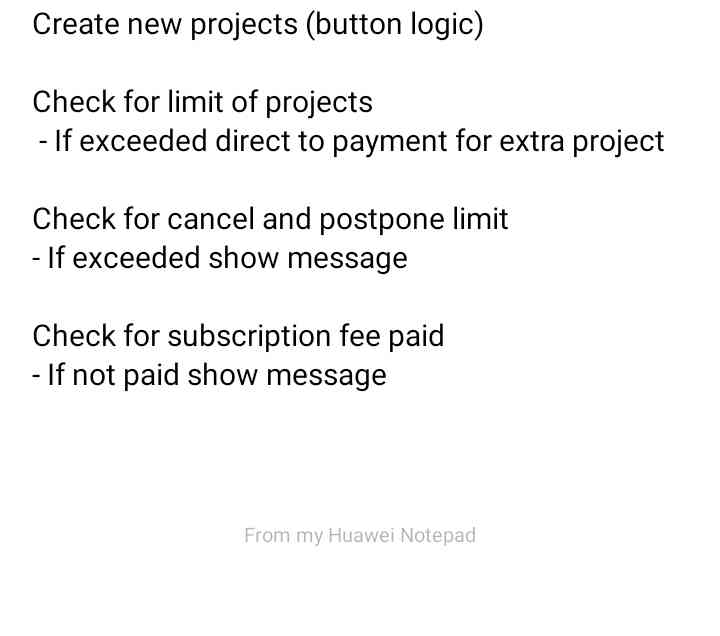 Create new projects (button logic)
Check for limit of projects
- If exceeded direct to payment for extra project
Check for cancel and postpone limit
- If exceeded show message
Check for subscription fee paid
- If not paid show message
From my Huawei Notepad